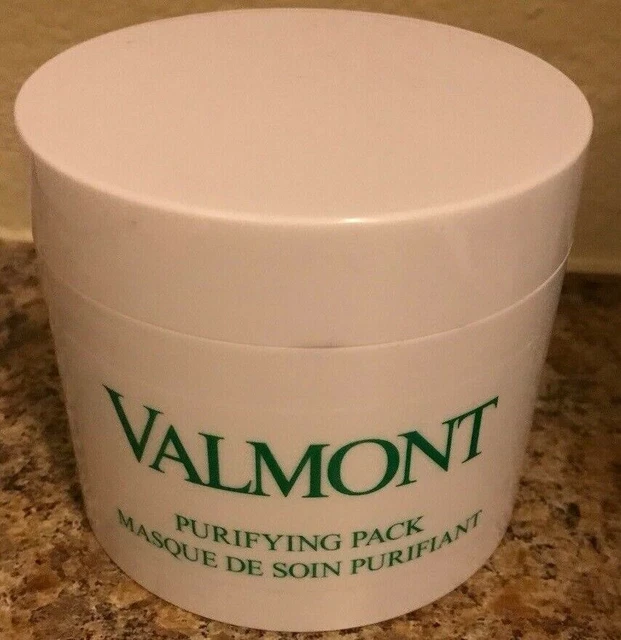 VALMONT
PURIFYING PACK
MASQUE DE SOIN PURIFIANT